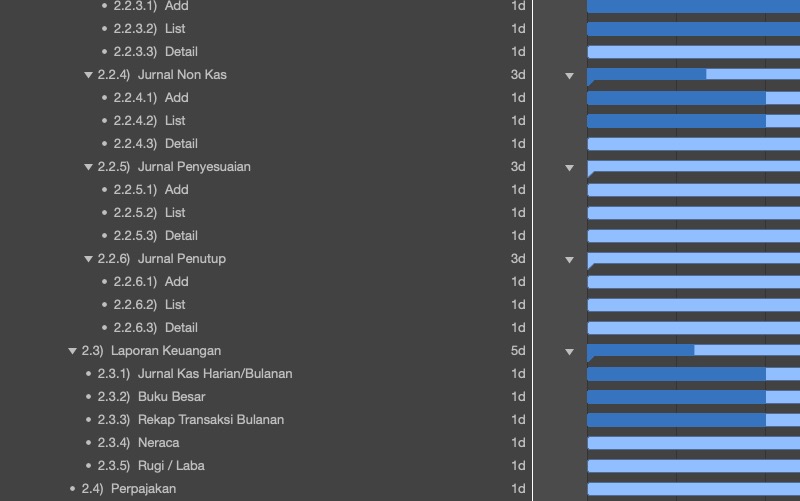 2.2.3.1) Add 1d
2.2.3.2) List 1d
2.2.3.3) Detail 1d
2.2.4) Jurnal Non Kas 3d
2.2.4.1) Add 1d
2.2.4.2) List 1d
2.2.4.3) Detail 1d
2.2.5) Jurnal Penyesuaian 3d
2.2.5.1) Add 1d
2.2.5.2) List 1d
2.2.5.3) Detail 1d
2.2.6) Jurnal Penutup 3d
2.2.6.1) Add 1d
2.2.6.2) List 1d
2.2.6.3) Detail 1d
2.3) Laporan Keuangan 5d
2.3.1) Jurnal Kas Harian/Bulanan 1d
2.3.2) Buku Besar 1d
2.3.3) Rekap Transaksi Bulanan 1d
2.3.4) Neraca 1d
2.3.5) Rugi / Laba 1d
2.4) Perpajakan 1d